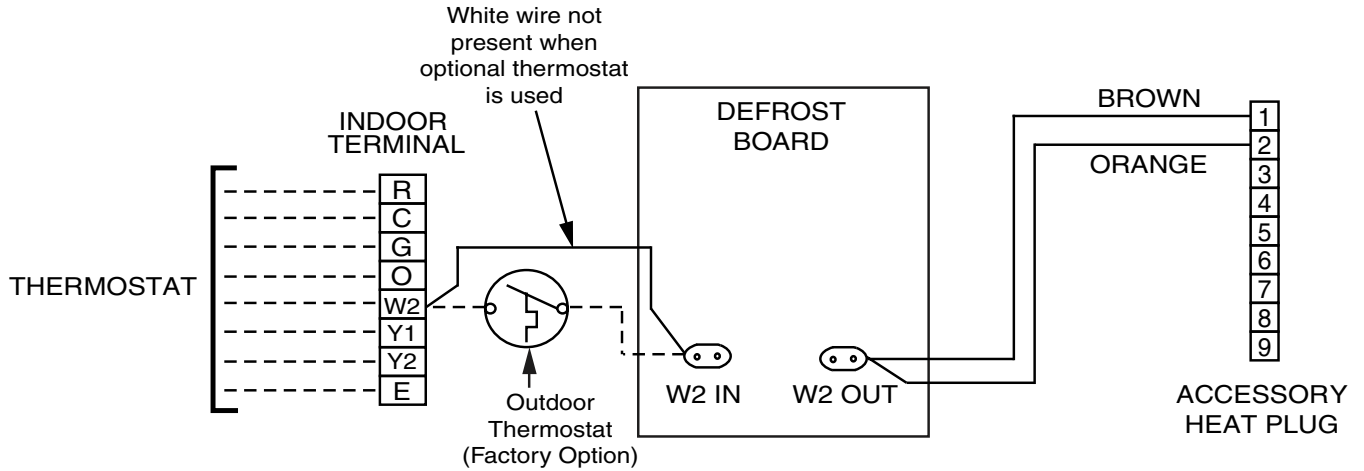 White wire not
present when
optional thermostat
is used
DEFROST
BOARD
BROWN
ORANGE
INDOOR
TERMINAL
THERMOSTAT
R
C
G
O
W2
Y1
Y2
E
Outdoor
Thermostat
(Factory Option)
W2 IN
W2 OUT
1
2
3
4
5
6
7
8
9
ACCESSORY
HEAT PLUG